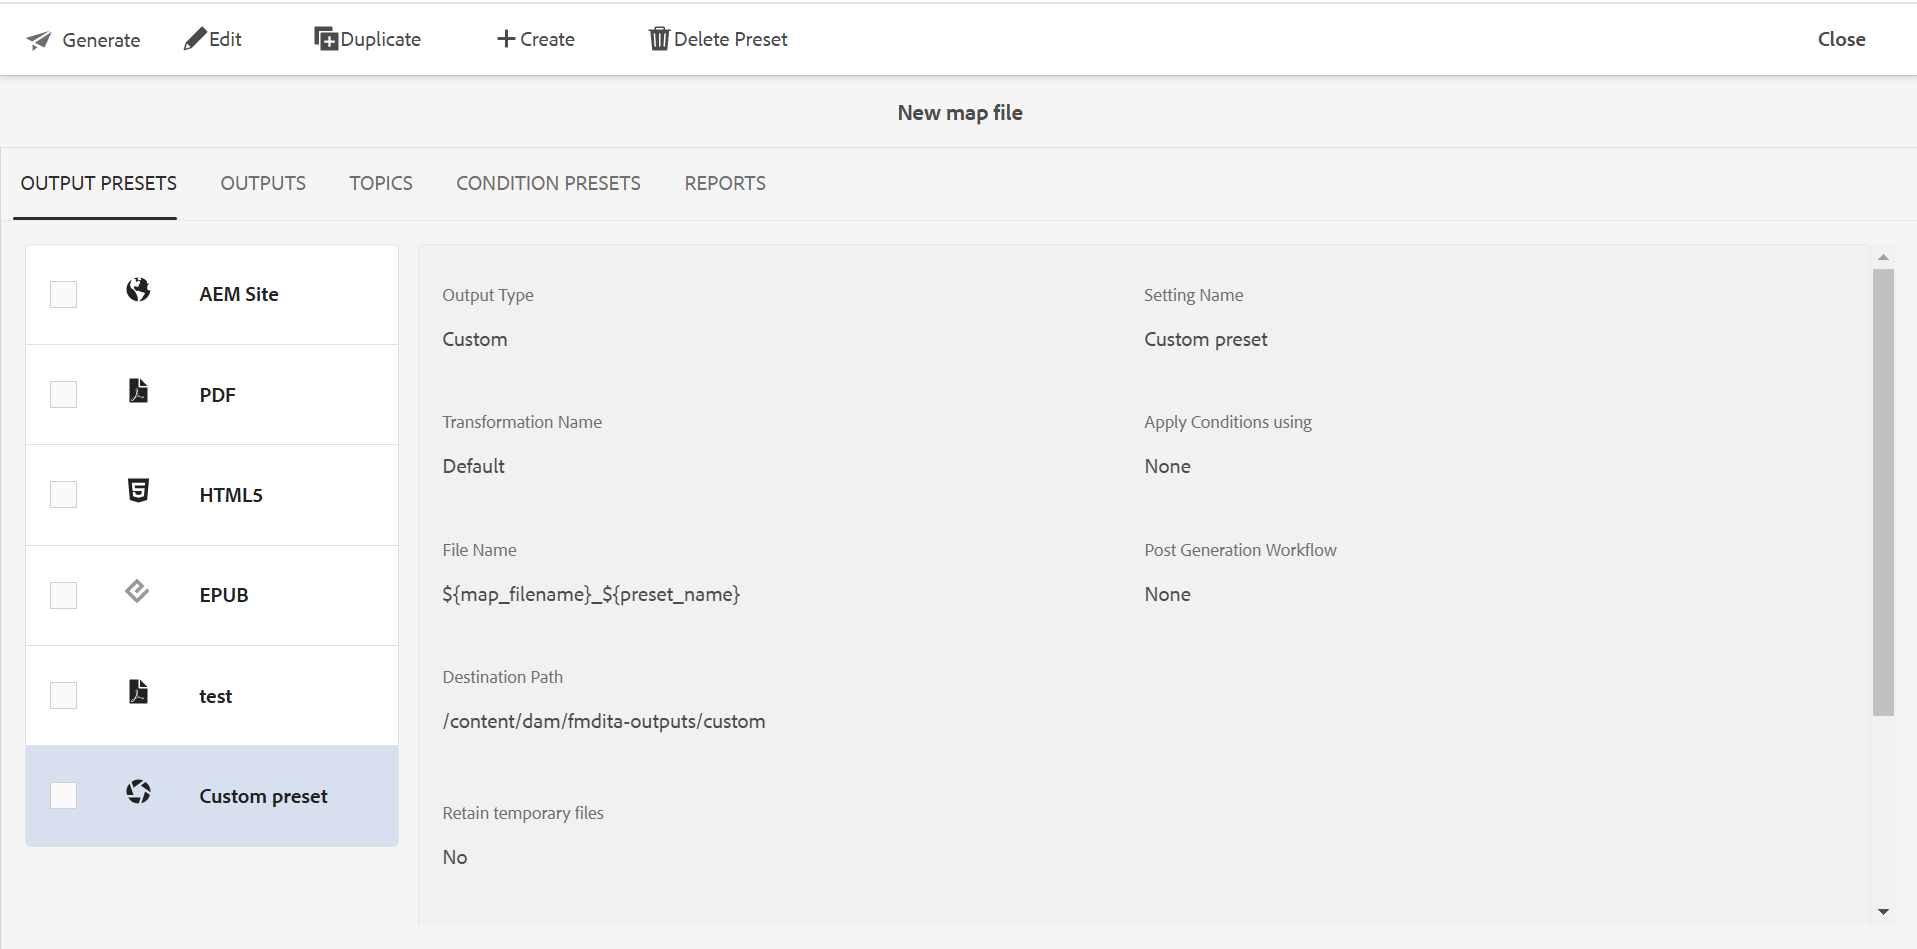 Generate Edit Duplicate Create Delete Preset Close
New map file
OUTPUT PRESETS OUTPUTS TOPICS CONDITION PRESETS REPORTS
AEM Site
PDF
HTML5
EPUB
test
Custom preset
Output Type
Custom
Setting Name
Custom preset
Transformation Name
Default
Apply Conditions using
None
File Name
${map_filename}_${preset_name}
Post Generation Workflow
None
Destination Path
/content/dam/fmdita-outputs/custom
Retain temporary files
No